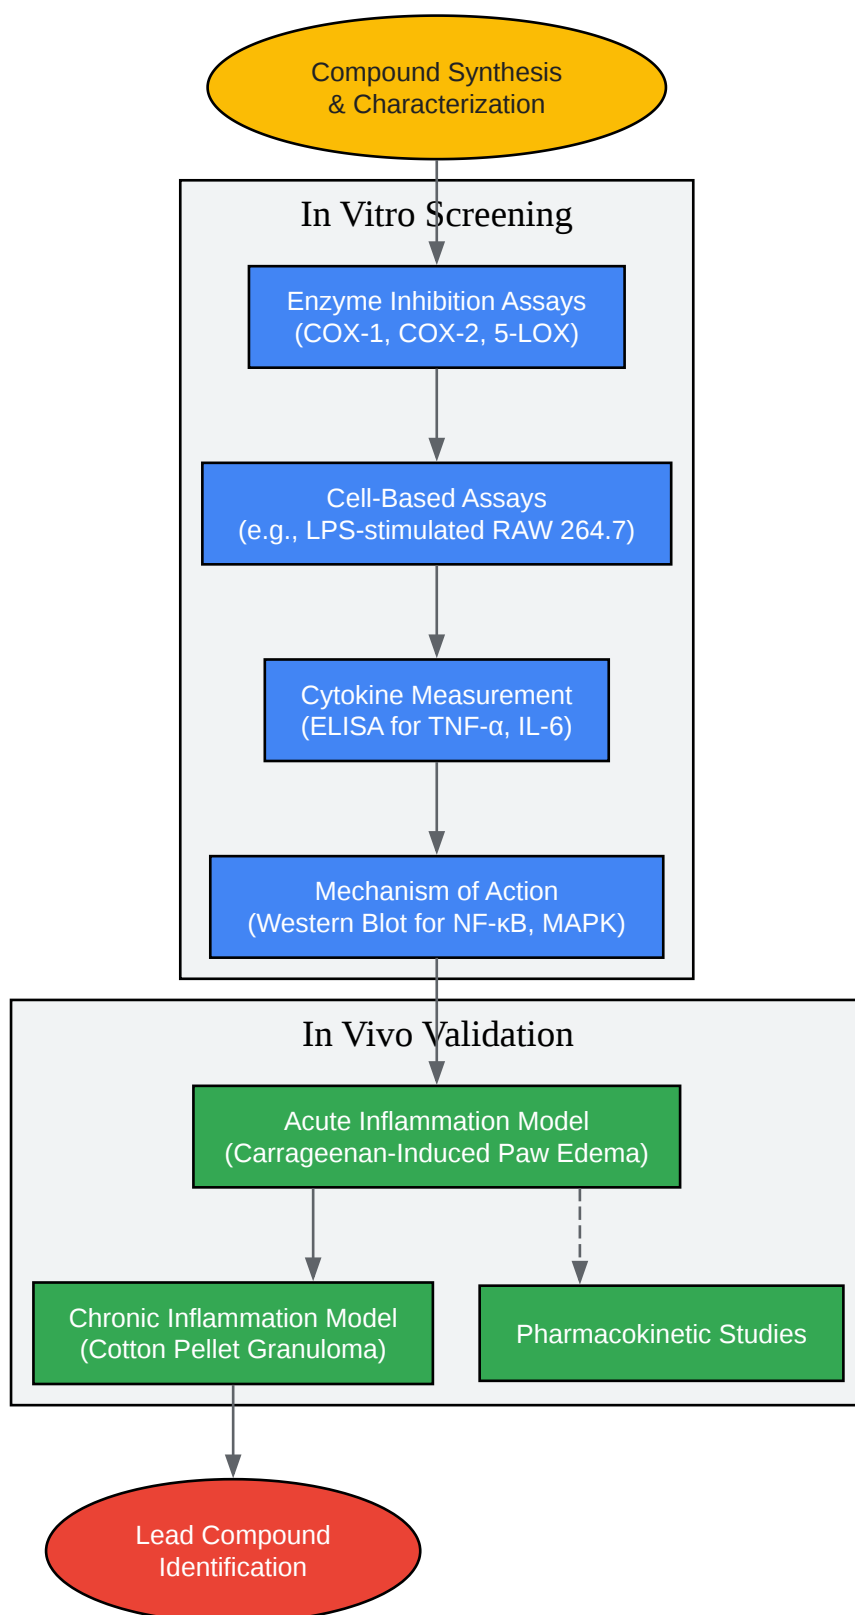 Compound Synthesis
& Characterization
In Vitro Screening
Enzyme Inhibition Assays
(COX-1, COX-2, 5-LOX)
Cell-Based Assays
(e.g., LPS-stimulated RAW 264.7)
Cytokine Measurement
(ELISA for TNF-α, IL-6)
Mechanism of Action
(Western Blot for NF-κB, MAPK)
In Vivo Validation
Acute Inflammation Model
(Carrageenan-Induced Paw Edema)
Chronic Inflammation Model
(Cotton Pellet Granuloma)
Pharmacokinetic Studies
Lead Compound
Identification